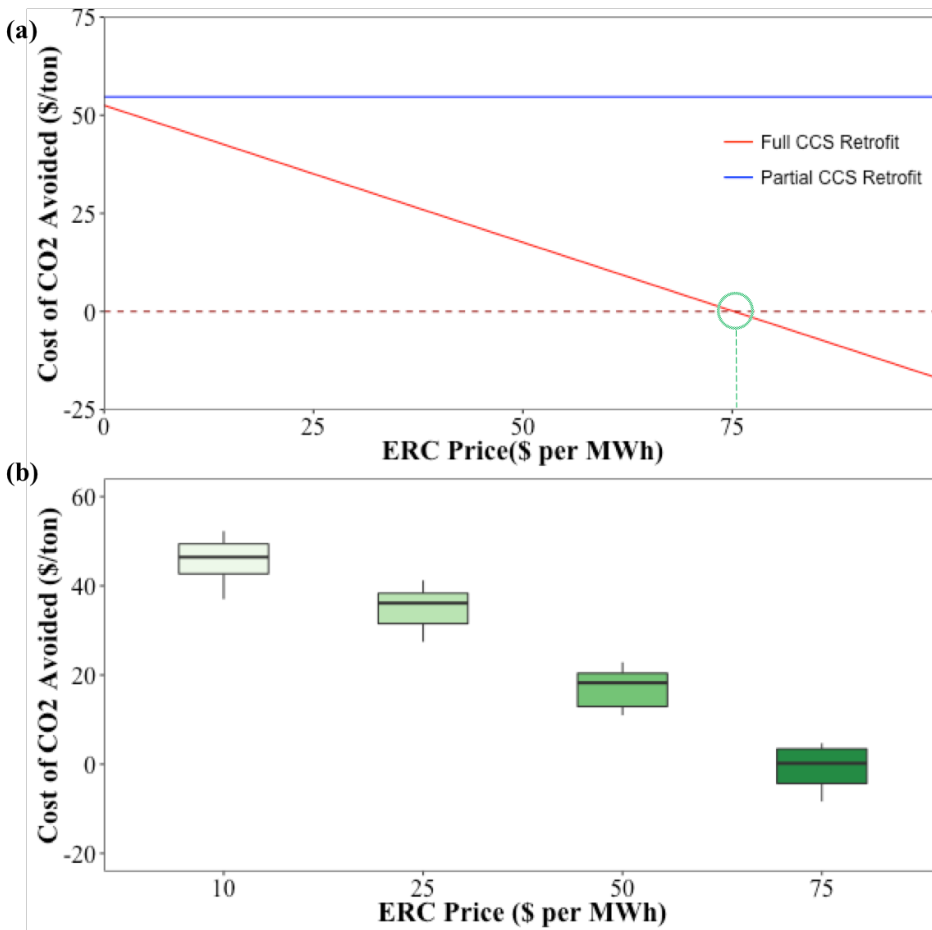 (a)
Cost of CO2 Avoided ($/ton)
75
50
25
0
-25
Full CCS Retrofit
Partial CCS Retrofit
0 25 50 75
ERC Price($ per MWh)
(b)
Cost of CO2 Avoided ($/ton)
60
40
20
0
-20
10 25 50 75
ERC Price ($ per MWh)